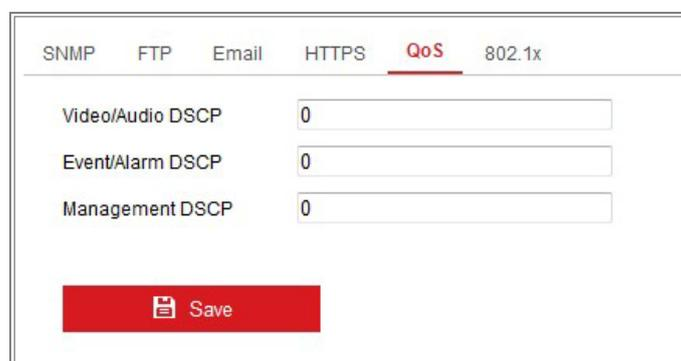 SNMP FTP Email HTTPS QoS 802.1x
Video/Audio DSCP 0
Event/Alarm DSCP 0
Management DSCP 0
Save